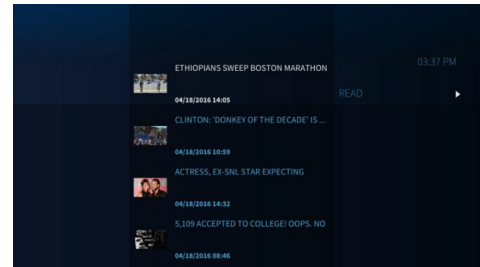 03:37 PM
ETHIOPIANS SWEEP BOSTON MARATHON
04/18/2016 14:05
READ
CLINTON: 'DONKEY OF THE DECADE' IS ...
04/18/2016 10:59
ACTRESS, EX-SNL STAR EXPECTING
04/18/2016 14:32
5,109 ACCEPTED TO COLLEGE! OOPS. NO
04/18/2016 08:46